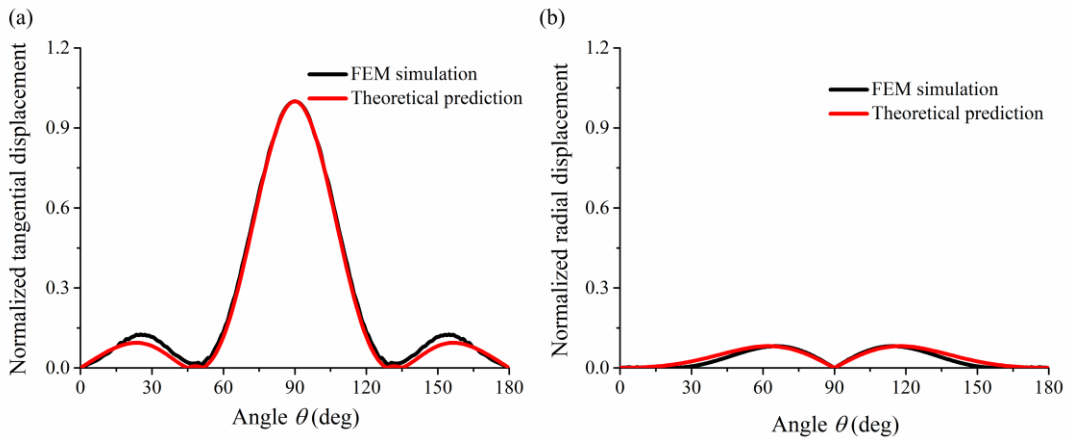 (a)
Normalized tangential displacement
1.2
0.9
0.6
0.3
0.0
FEM simulation
Theoretical prediction
0 30 60 90 120 150 180
Angle θ (deg)
(b)
Normalized radial displacement
1.2
0.9
0.6
0.3
0.0
FEM simulation
Theoretical prediction
0 30 60 90 120 150 180
Angle θ (deg)